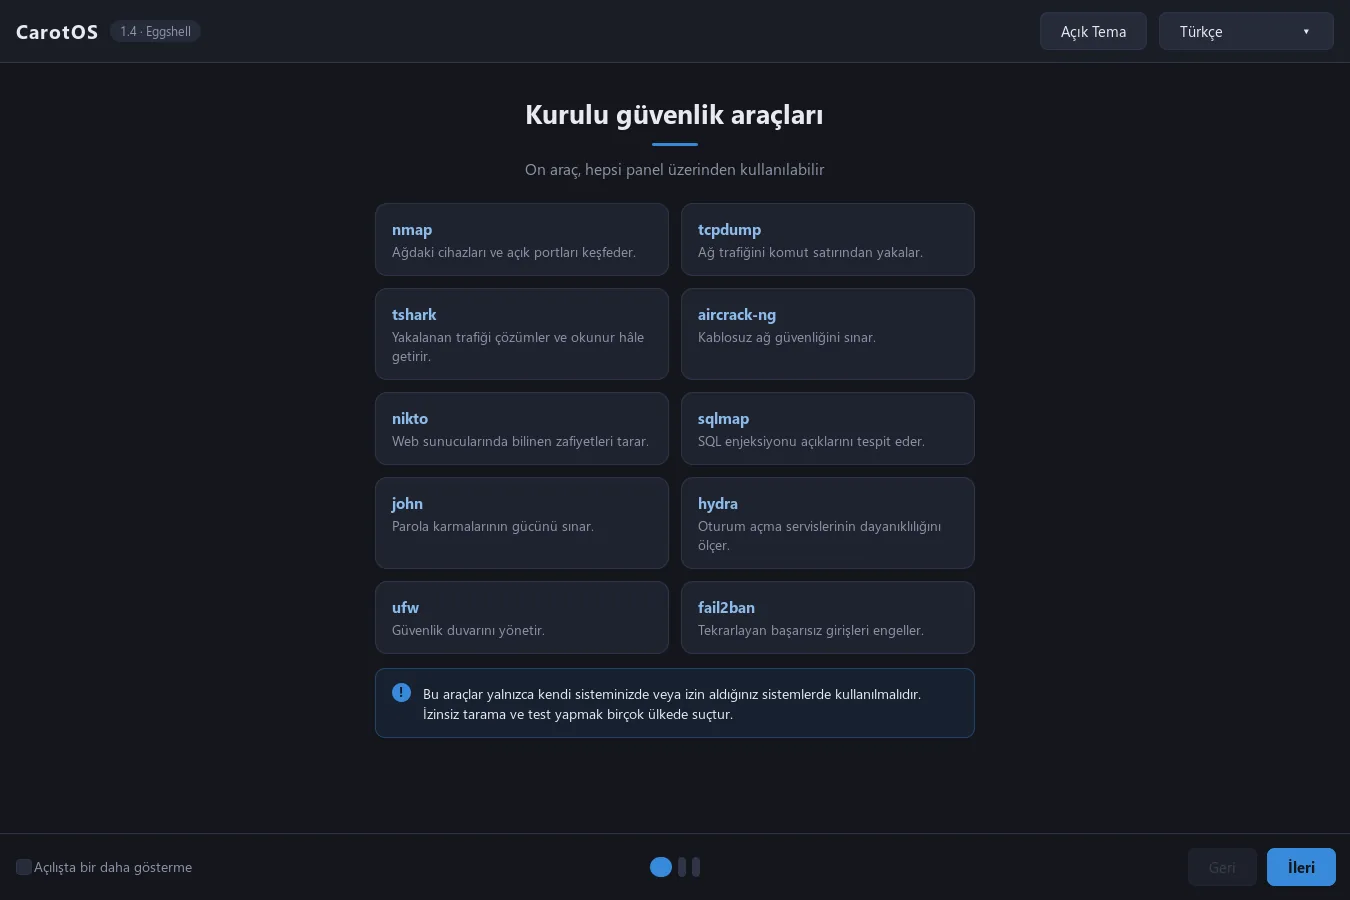 CarotOS
1.4 · Eggshell
Açık Tema
Türkçe
Kurulu güvenlik araçları
On araç, hepsi panel üzerinden kullanılabilir
nmap
Ağdaki cihazları ve açık portları keşfeder.
tcpdump
Ağ trafiğini komut satırından yakalar.
tshark
Yakalanan trafiği çözümler ve okunur hâle
getirir.
aircrack-ng
Kablosuz ağ güvenliğini sınar.
nikto
Web sunucularında bilinen zafiyetleri tarar.
sqlmap
SQL enjeksiyonu açıklarını tespit eder.
john
Parola karmalarının gücünü sınar.
hydra
Oturum açma servislerinin dayanıklılığını
ölçer.
ufw
Güvenlik duvarını yönetir.
fail2ban
Tekrarlayan başarısız girişleri engeller.
Bu araçlar yalnızca kendi sisteminizde veya izin aldığınız sistemlerde kullanılmalıdır.
İzinsiz tarama ve test yapmak birçok ülkede suçtur.
Açılışta bir daha gösterme
Geri
İleri